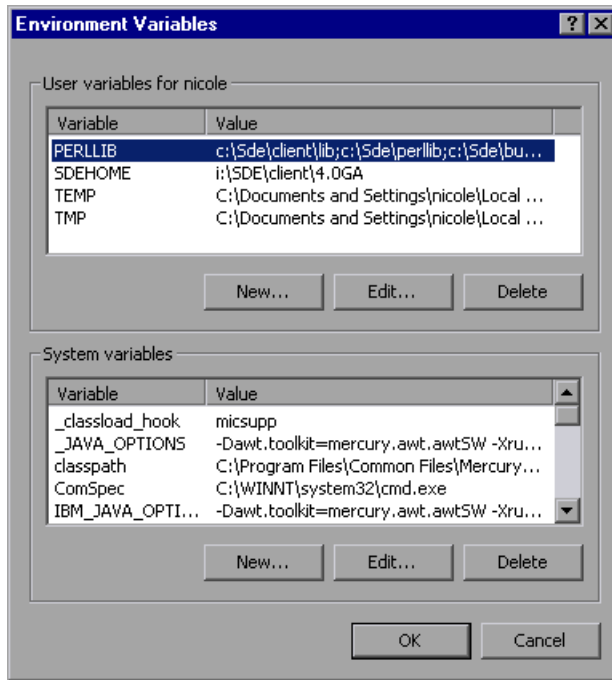 Environment Variables
User variables for nicole
Variable Value
PERLLIB c:\Sde\client\lib;c:\Sde\perllib;c:\Sde\bu...
SDEHOME i:\SDE\client\4.0GA
TEMP C:\Documents and Settings\nicole\Local ...
TMP C:\Documents and Settings\nicole\Local ...
New... Edit... Delete
System variables
Variable Value
_classload_hook micsupp
_JAVA_OPTIONS -Dawt.toolkit=mercury.awt.awtSW -Xru...
classpath C:\Program Files\Common Files\Mercury...
ComSpec C:\WINNT\system32\cmd.exe
IBM_JAVA_OPTI... -Dawt.toolkit=mercury.awt.awtSW -Xru...
New... Edit... Delete
OK Cancel